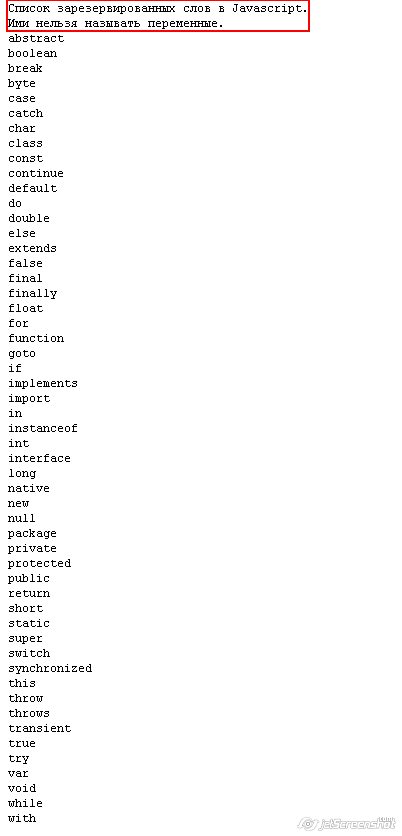 Список зарезервированных слов в Javascript.
Ими нельзя называть переменные.
abstract
boolean
break
byte
case
catch
char
class
const
continue
default
do
double
else
extends
false
final
finally
float
for
function
goto
if
implements
import
in
instanceof
int
interface
long
native
new
null
package
private
protected
public
return
short
static
super
switch
synchronized
this
throw
throws
transient
true
try
var
void
while
with
jetScreenshot
.com